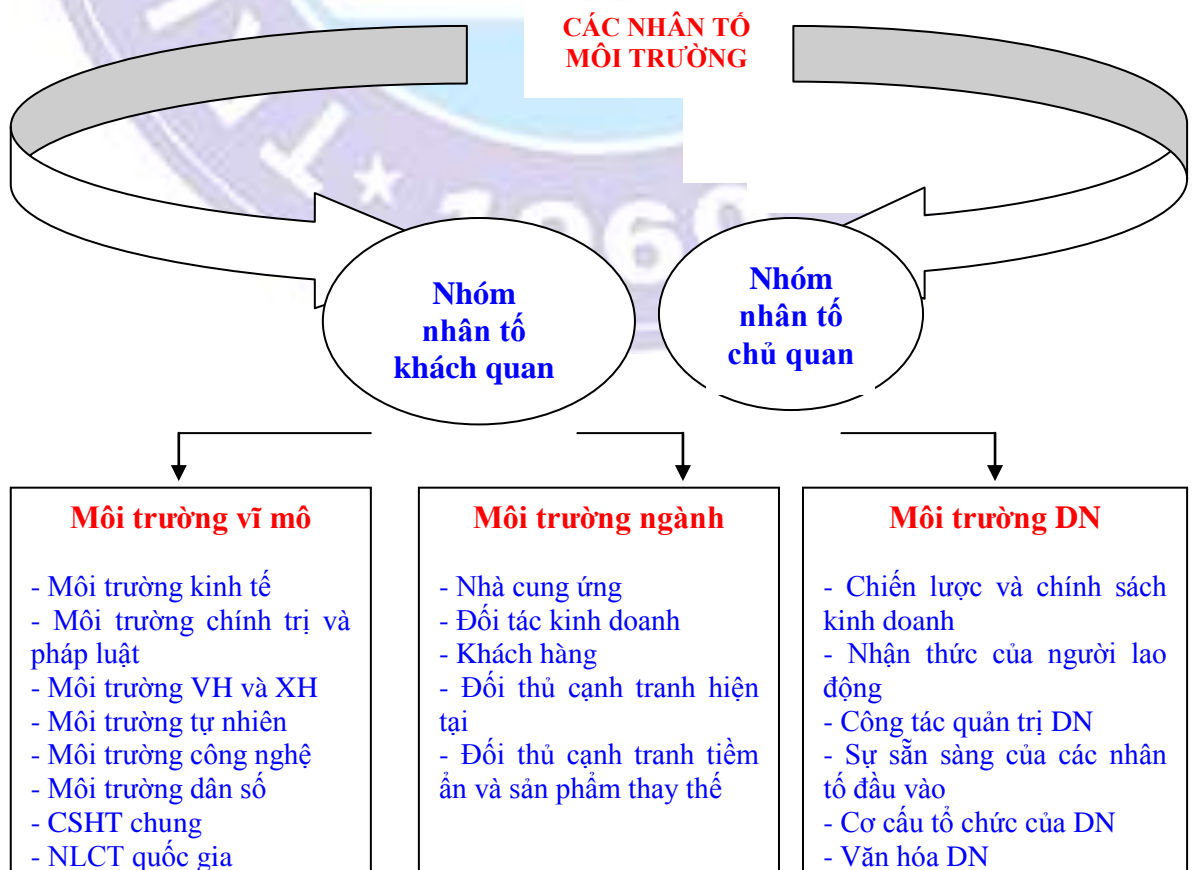 CÁC NHÂN TỐ
MÔI TRƯỜNG
1969
Nhóm
nhân tố
khách quan
Nhóm
nhân tố
chủ quan
Môi trường vĩ mô
- Môi trường kinh tế
- Môi trường chính trị và
pháp luật
- Môi trường VH và XH
- Môi trường tự nhiên
- Môi trường công nghệ
- Môi trường dân số
- CSHT chung
- NLCT quốc gia
Môi trường ngành
- Nhà cung ứng
- Đối tác kinh doanh
- Khách hàng
- Đối thủ cạnh tranh hiện
tại
- Đối thủ cạnh tranh tiềm
ẩn và sản phẩm thay thế
Môi trường DN
- Chiến lược và chính sách
kinh doanh
- Nhận thức của người lao
động
- Công tác quản trị DN
- Sự sẵn sàng của các nhân
tố đầu vào
- Cơ cấu tổ chức của DN
- Văn hóa DN